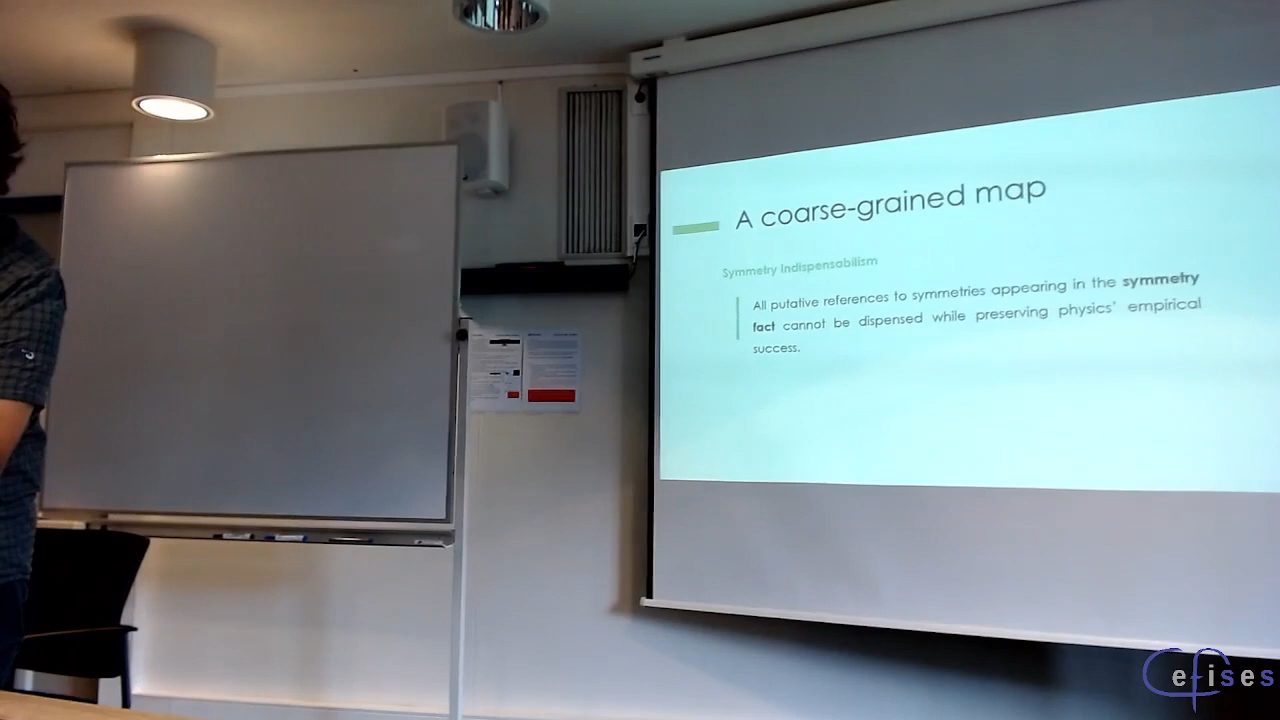 A coarse-grained map
Symmetry Indispensabilism
All putative references to symmetries appearing in the symmetry
fact cannot be dispensed while preserving physics' empirical
success.
Cefises